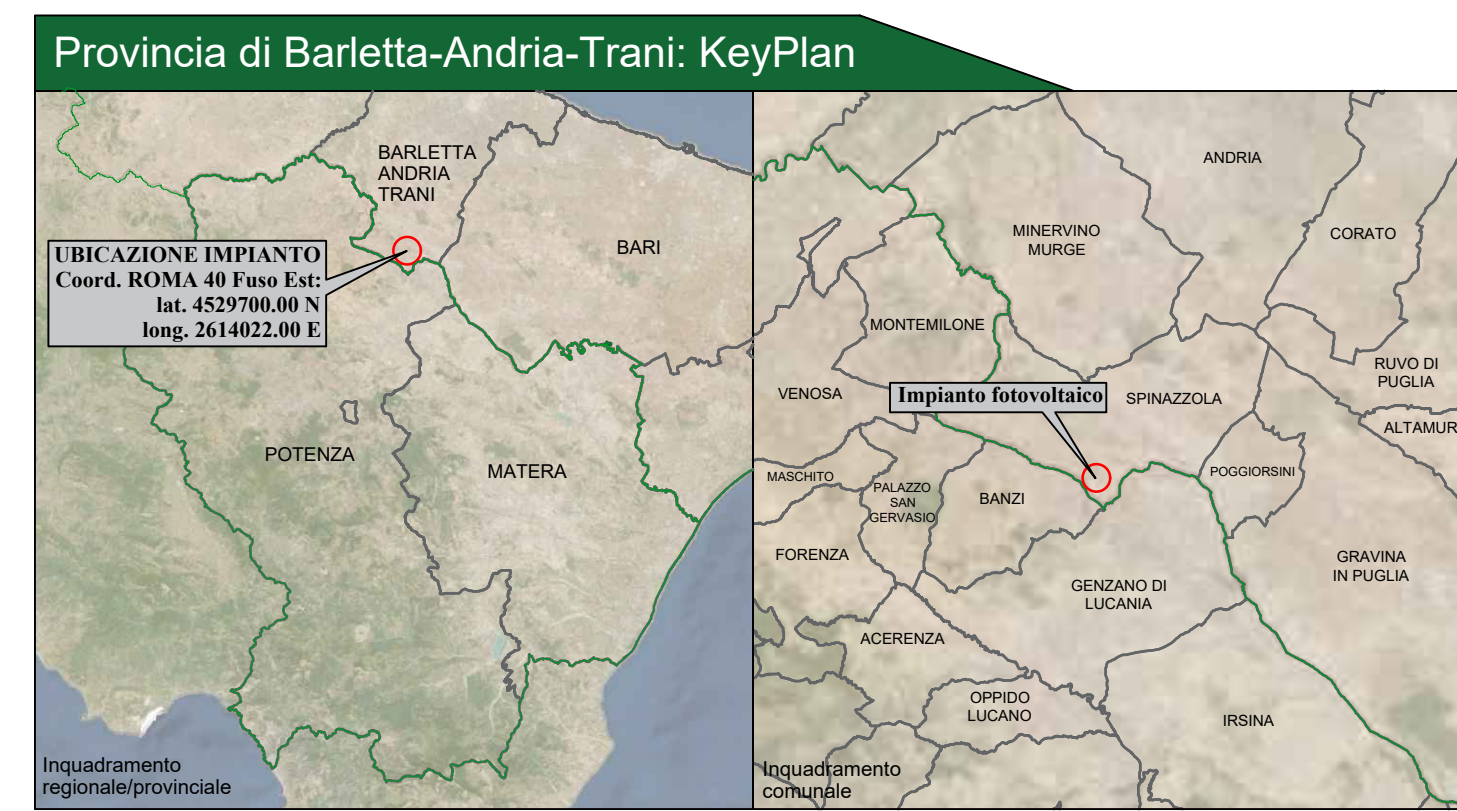 Provincia di Barletta-Andria-Trani: KeyPlan
BARLETTA
ANDRIA
TRANI
BARI
UBICAZIONE IMPIANTO
Coord. ROMA 40 Fuso Est:
lat. 4529700.00 N
long. 2614022.00 E
POTENZA
MATERA
Inquadramento
regionale/provinciale
ANDRIA
MINERVINO
MURGE
CORATO
MONTEMILONE
RUVO DI
PUGLIA
VENOSA
Impianto fotovoltaico
SPINAZZOLA
ALTAMUR
MASCHITO
PALAZZO
SAN
GERVASIO
BANZI
POGGIORSINI
FORENZA
GRAVINA
IN PUGLIA
GENZANO DI
LUCANIA
ACERENZA
OPPIDO
LUCANO
IRSINA
Inquadramento
comunale